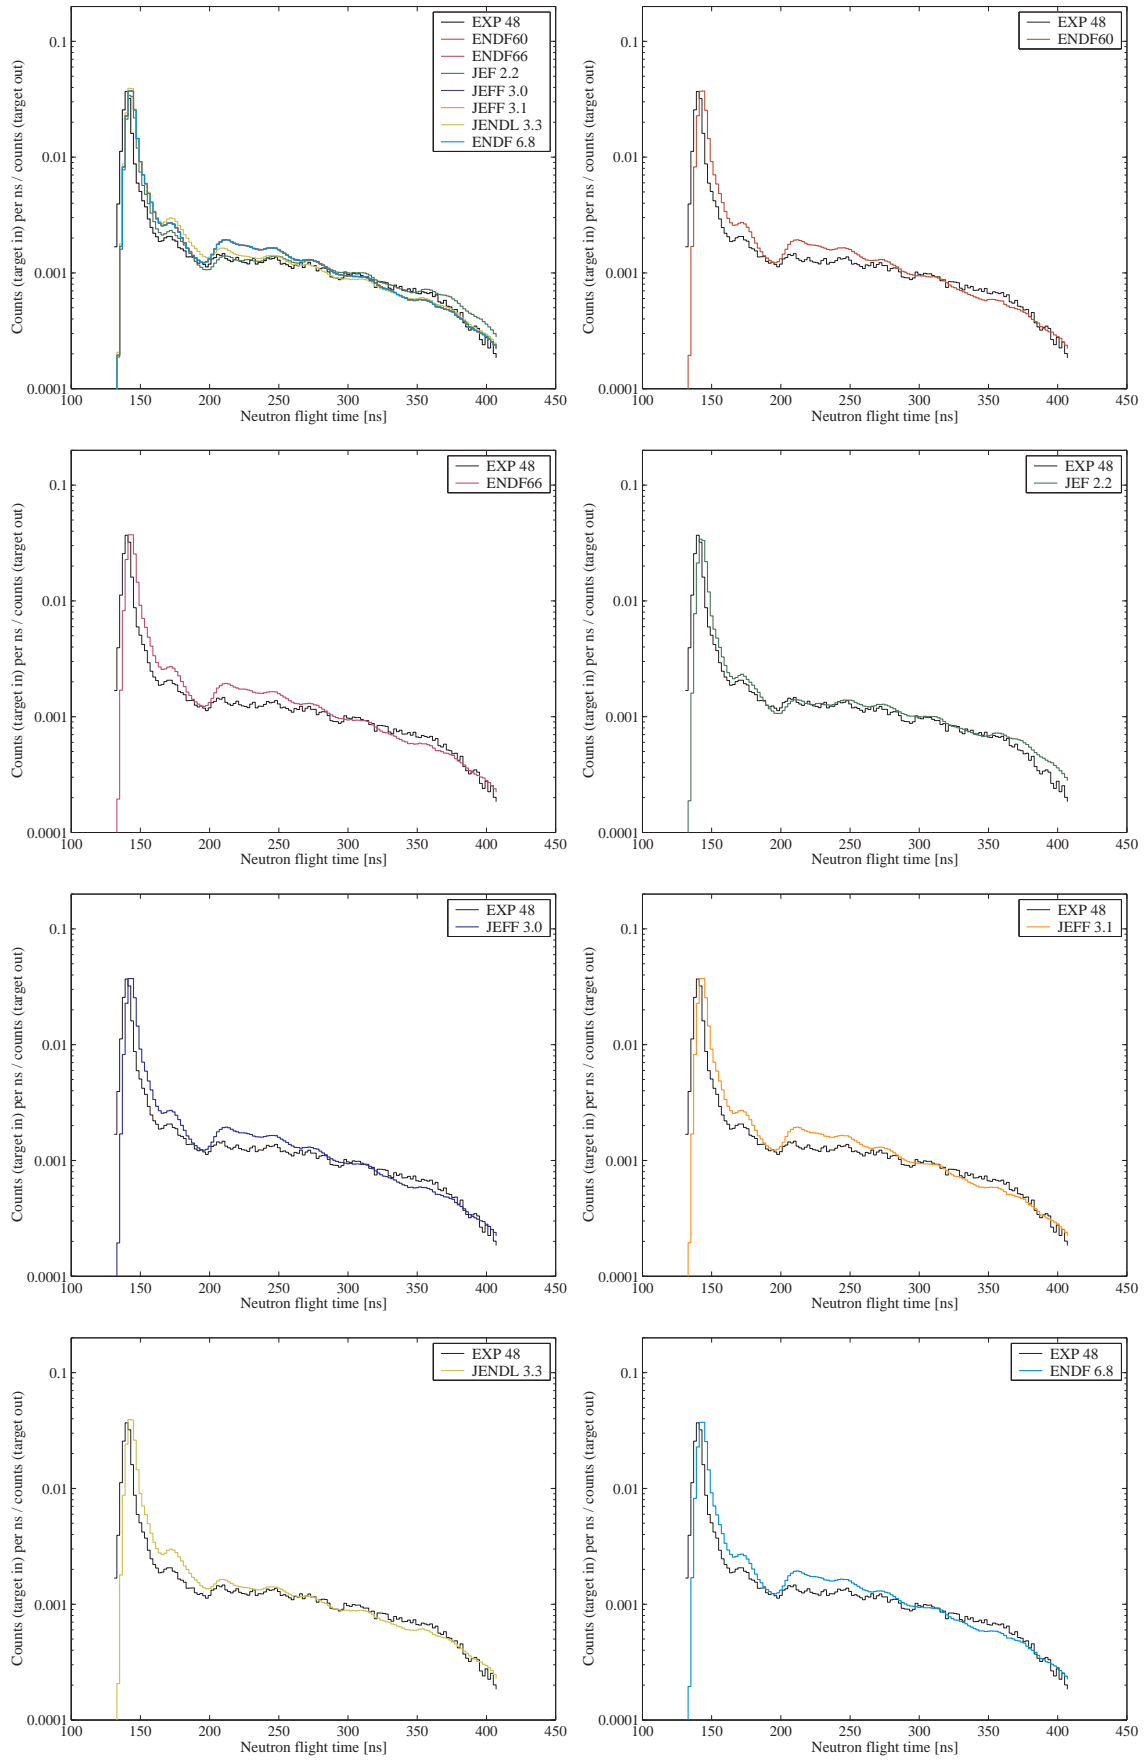 EXP 48
ENDF60
ENDF66
JEF 2.2
JEFF 3.0
JEFF 3.1
JENDL 3.3
ENDF 6.8
0.1
0.01
0.001
0.0001
100 150 200 250 300 350 400 450
Neutron flight time [ns]
Counts (target in) per ns / counts (target out)
EXP 48
ENDF60
0.1
0.01
0.001
0.0001
100 150 200 250 300 350 400 450
Neutron flight time [ns]
Counts (target in) per ns / counts (target out)
EXP 48
ENDF66
0.1
0.01
0.001
0.0001
100 150 200 250 300 350 400 450
Neutron flight time [ns]
Counts (target in) per ns / counts (target out)
EXP 48
JEF 2.2
0.1
0.01
0.001
0.0001
100 150 200 250 300 350 400 450
Neutron flight time [ns]
Counts (target in) per ns / counts (target out)
EXP 48
JEFF 3.0
0.1
0.01
0.001
0.0001
100 150 200 250 300 350 400 450
Neutron flight time [ns]
Counts (target in) per ns / counts (target out)
EXP 48
JEFF 3.1
0.1
0.01
0.001
0.0001
100 150 200 250 300 350 400 450
Neutron flight time [ns]
Counts (target in) per ns / counts (target out)
EXP 48
JENDL 3.3
0.1
0.01
0.001
0.0001
100 150 200 250 300 350 400 450
Neutron flight time [ns]
Counts (target in) per ns / counts (target out)
EXP 48
ENDF 6.8
0.1
0.01
0.001
0.0001
100 150 200 250 300 350 400 450
Neutron flight time [ns]
Counts (target in) per ns / counts (target out)